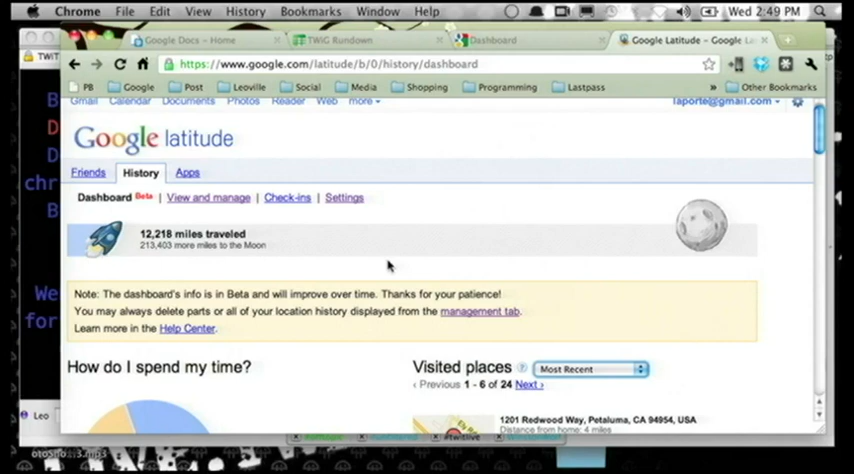 Chrome File Edit View History Bookmarks Window Help Wed 2:49 PM
Google Docs - Home TWiG Rundown Dashboard Google Latitude - Google La
https://www.google.com/latitude/b/0/history/dashboard
PB Google Post Leoville Social Media Shopping Programming Lastpass » Other Bookmarks
Gmail Calendar Documents Photos Reader Web more laporte@gmail.com
Google latitude
Friends History Apps
Dashboard Beta | View and manage | Check-ins | Settings
12,218 miles traveled
213,403 more miles to the Moon
Note: The dashboard's info is in Beta and will improve over time. Thanks for your patience!
You may always delete parts or all of your location history displayed from the management tab.
Learn more in the Help Center.
How do I spend my time?
Visited places ? Most Recent
‹ Previous 1 - 6 of 24 Next ›
1201 Redwood Way, Petaluma, CA 94954, USA
Distance from home: 4 miles
We
for
chr
Leo
#twitlive